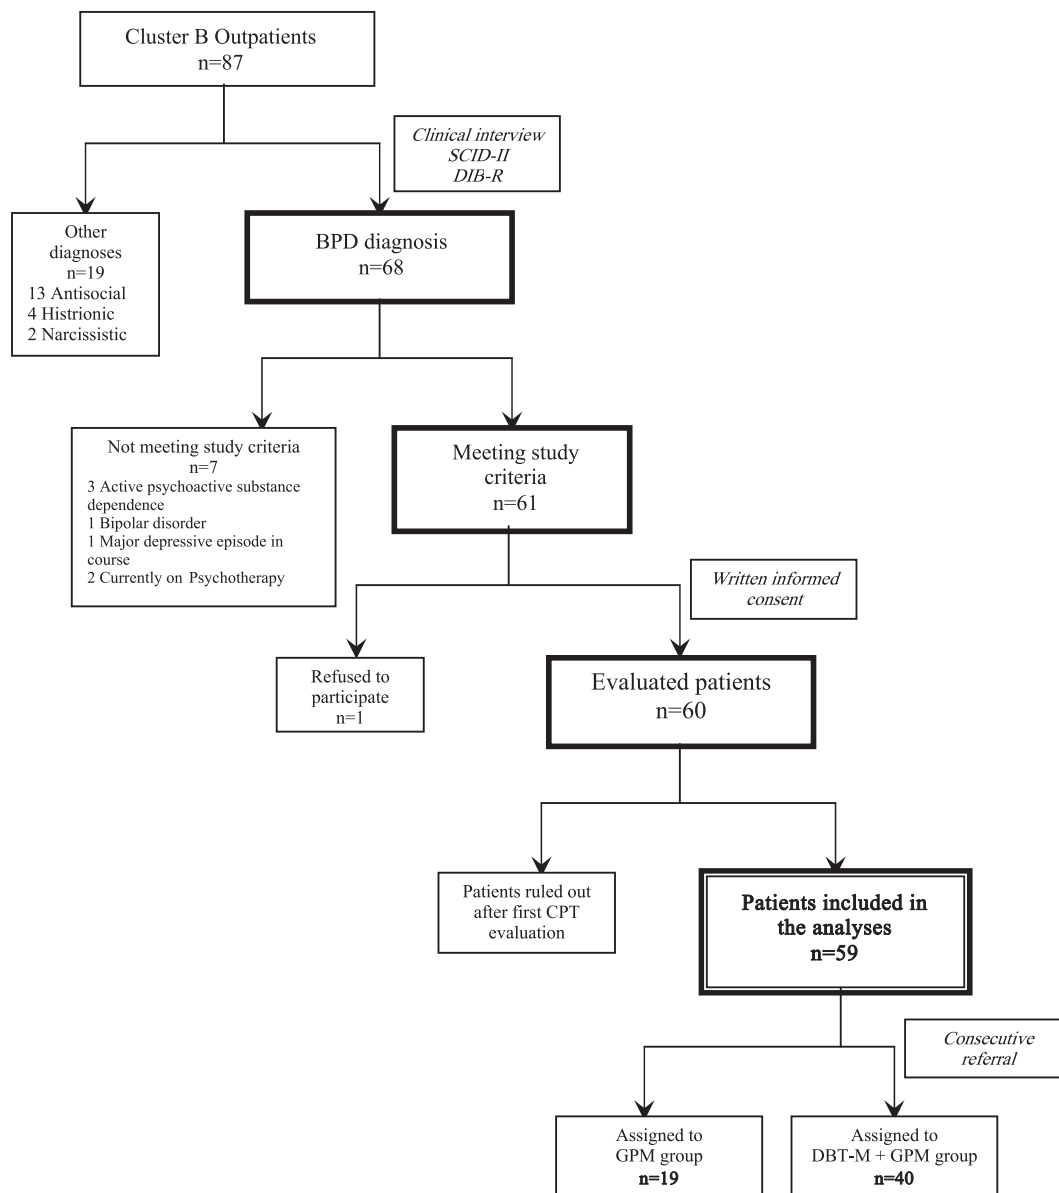 Cluster B Outpatients
n=87
Clinical interview
SCID-II
DIB-R
Other
diagnoses
n=19
13 Antisocial
4 Histrionic
2 Narcissistic
BPD diagnosis
n=68
Not meeting study criteria
n=7
3 Active psychoactive substance
dependence
1 Bipolar disorder
1 Major depressive episode in
course
2 Currently on Psychotherapy
Meeting study
criteria
n=61
Written informed
consent
Refused to
participate
n=1
Evaluated patients
n=60
Patients ruled out
after first CPT
evaluation
Patients included in
the analyses
n=59
Consecutive
referral
Assigned to
GPM group
n=19
Assigned to
DBT-M + GPM group
n=40